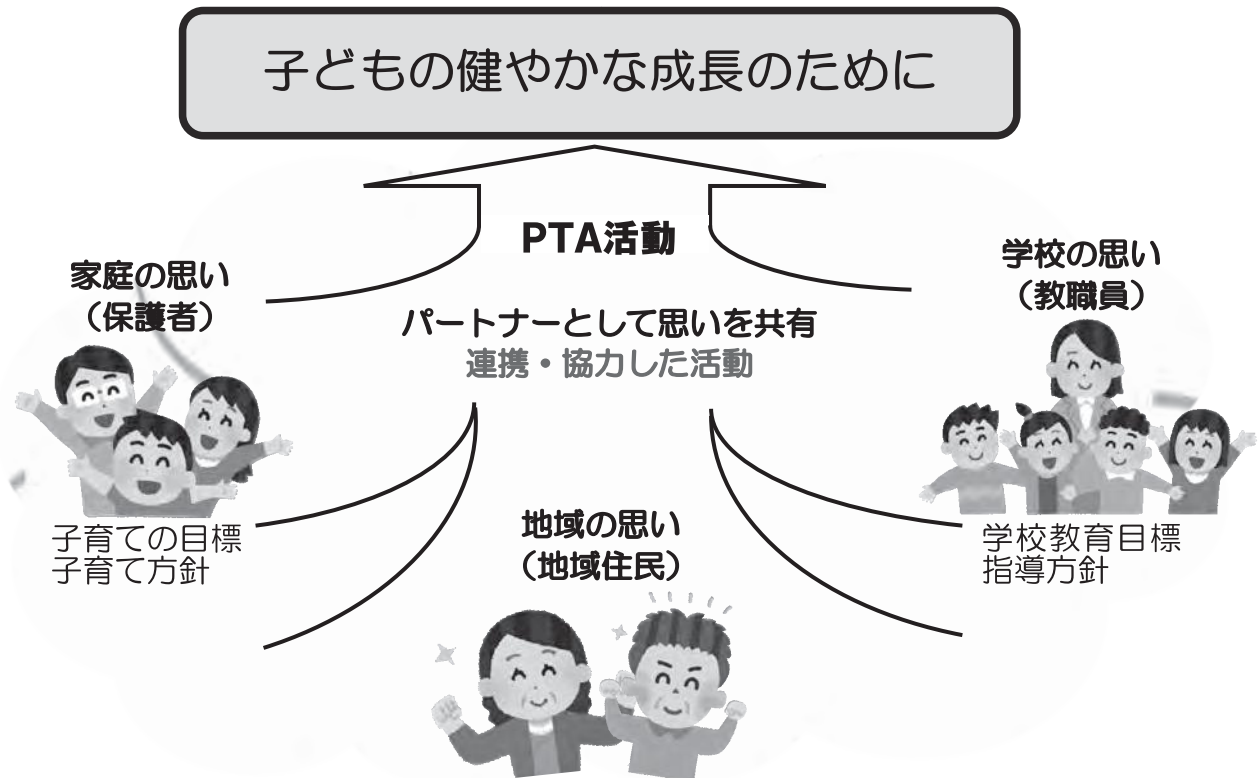 子どもの健やかな成長のために
PTA活動
家庭の思い
（保護者）
学校の思い
（教職員）
パートナーとして思いを共有
連携・協力した活動
子育ての目標
子育て方針
地域の思い
（地域住民）
学校教育目標
指導方針